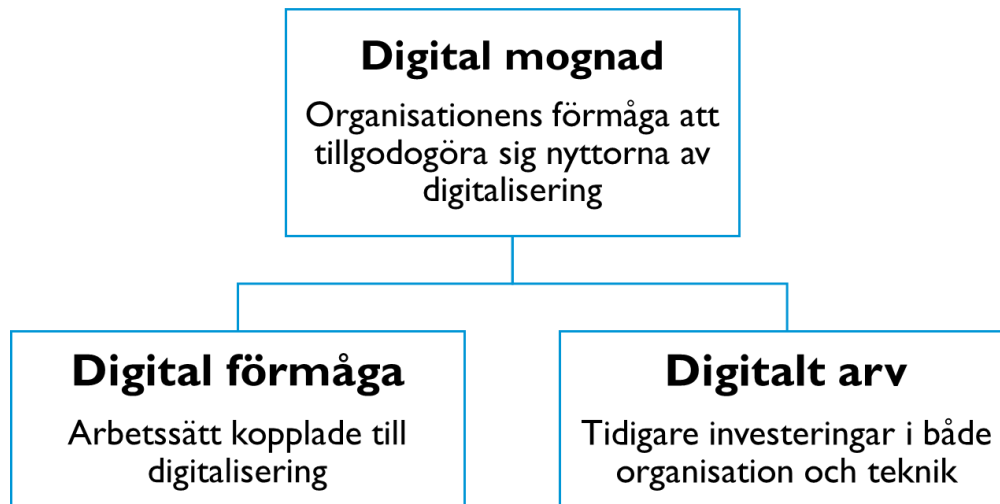 Digital mognad
Organisationens förmåga att
tillgodogöra sig nyttorna av
digitalisering
Digital förmåga
Arbetssätt kopplade till
digitalisering
Digitalt arv
Tidigare investeringar i både
organisation och teknik